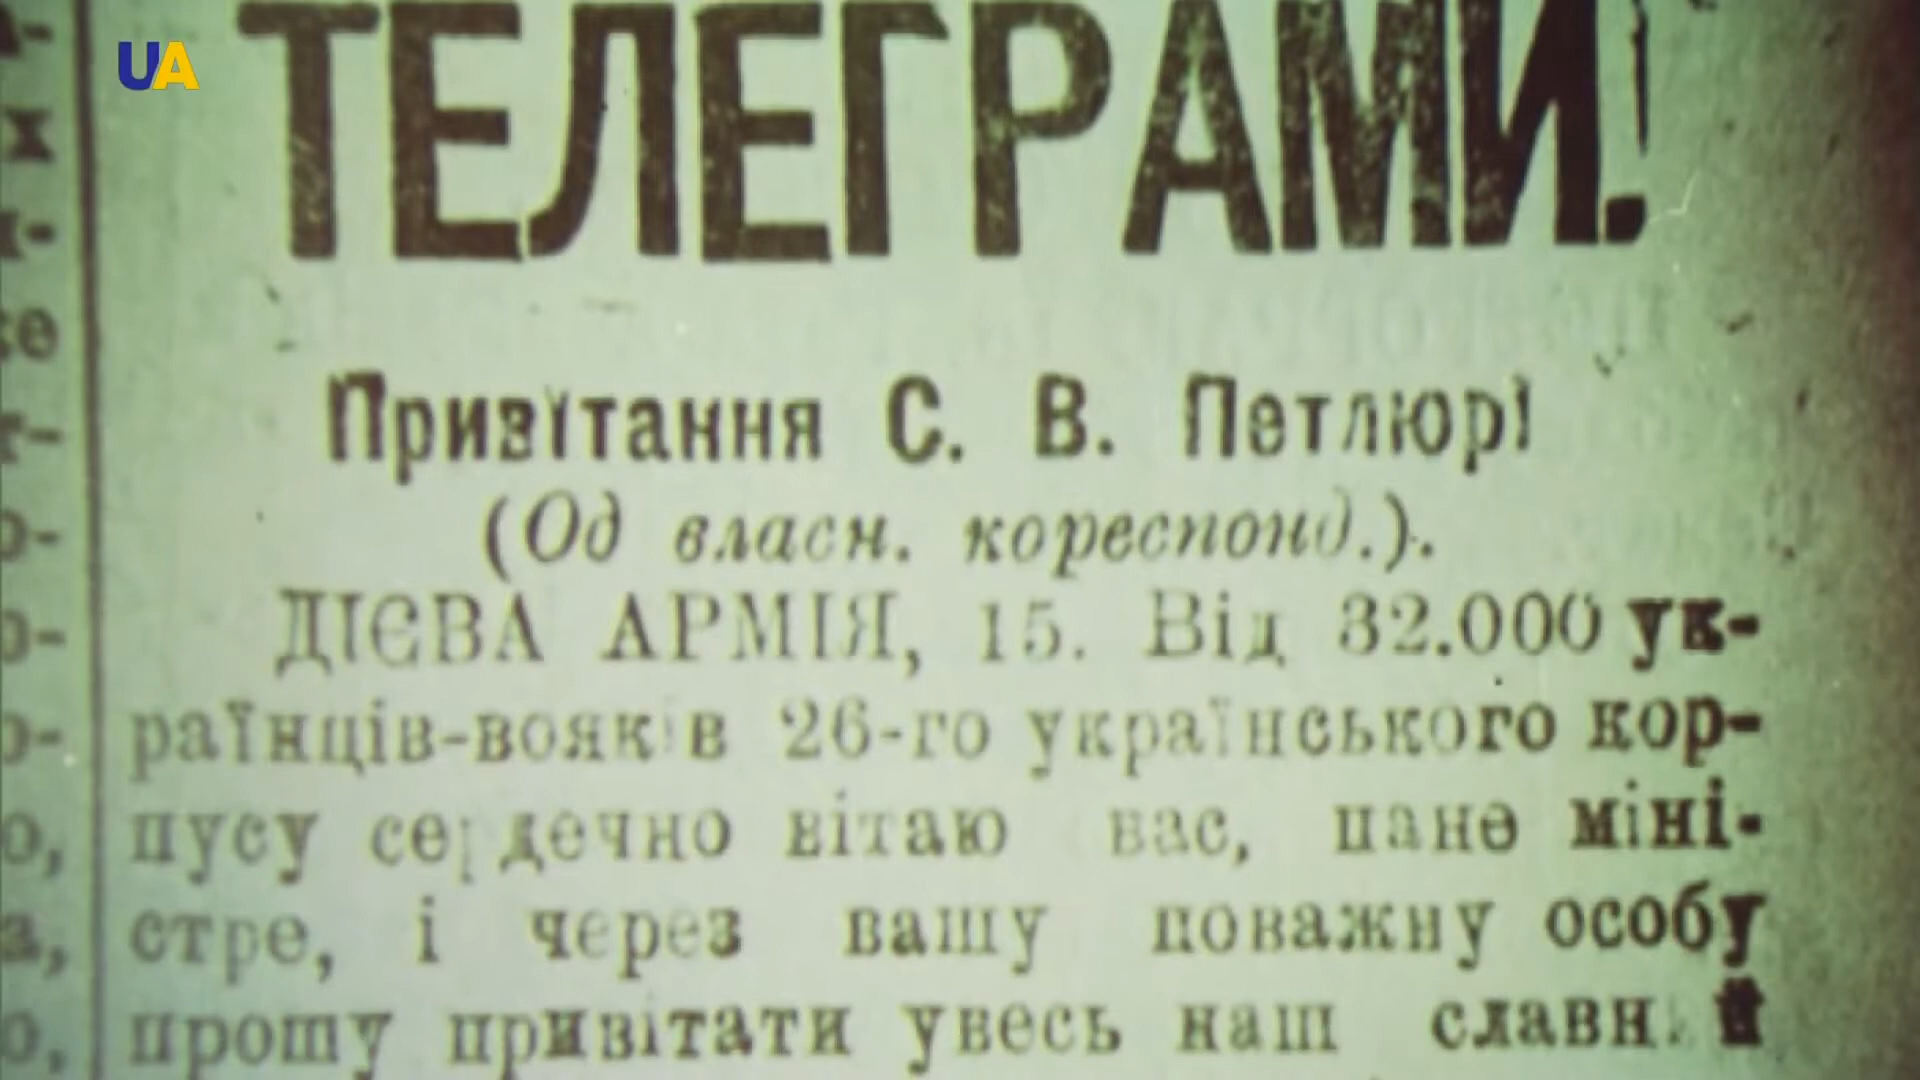 UA
ТЕЛЕГРАМИ.
Привітання С. В. Петлюрі
(Од власн. кореспонд.).
ДІЄВА АРМІЯ, 15. Від 32.000 ук-
раїнців-вояків 26-го українського кор-
пусу сердечно вітаю вас, пане міні-
стре, і через вашу поважну особу
прошу привітати увесь наш славний